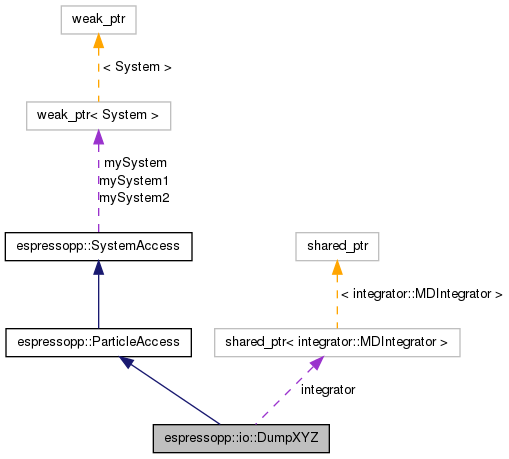 weak_ptr
< System >
weak_ptr< System >
mySystem
mySystem1
mySystem2
espressopp::SystemAccess
shared_ptr
< integrator::MDIntegrator >
espressopp::ParticleAccess
shared_ptr< integrator::MDIntegrator >
integrator
espressopp::io::DumpXYZ